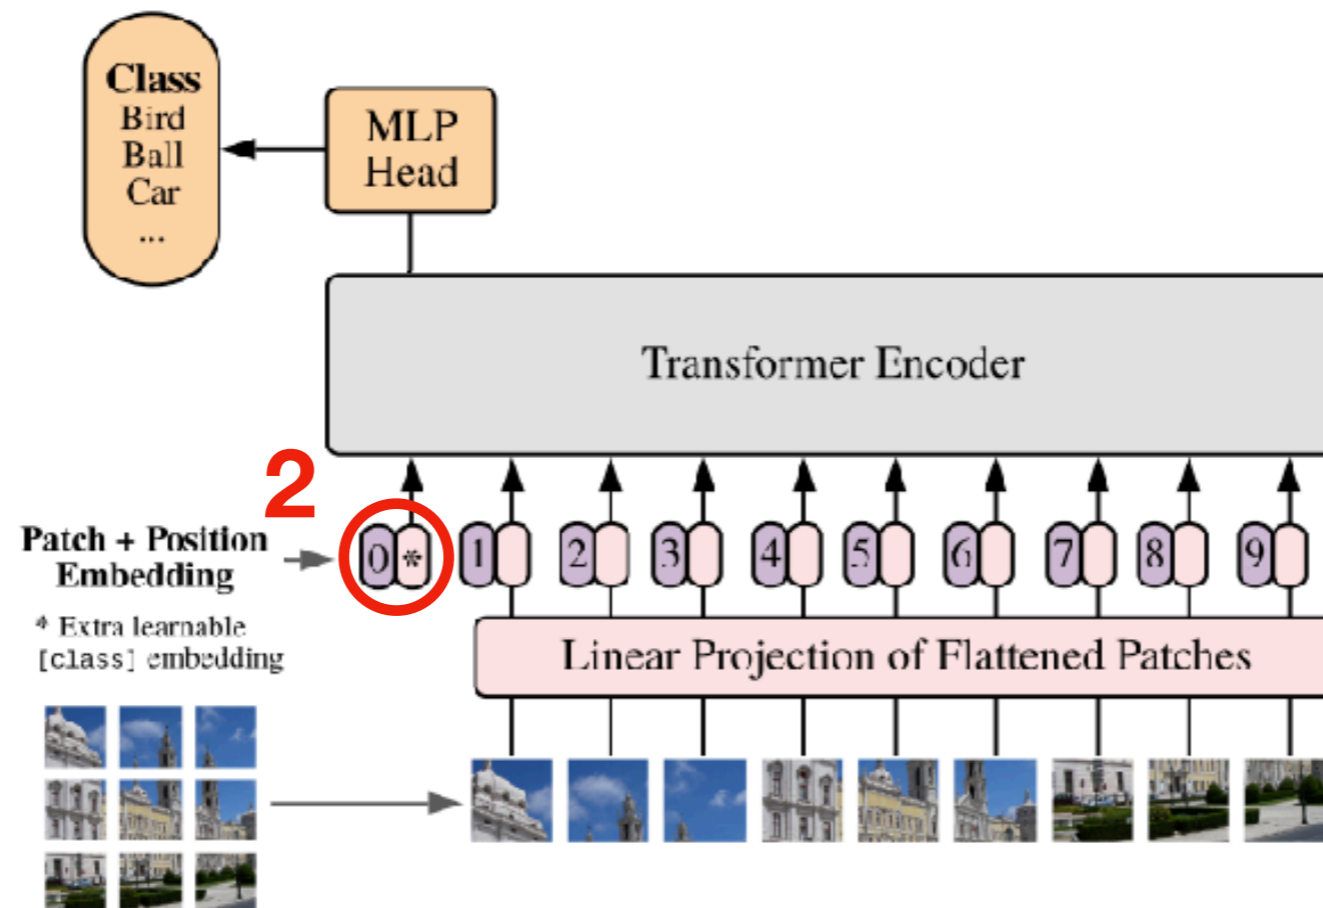 Class
Bird
Ball
Car
...
MLP
Head
Transformer Encoder
2
Patch + Position
Embedding
0 * 1 2 3 4 5 6 7 8 9
* Extra learnable
[class] embedding
Linear Projection of Flattened Patches